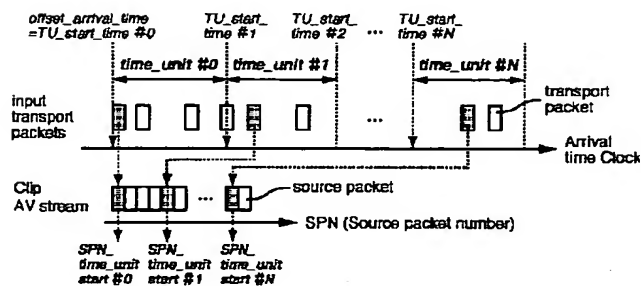 offset_arrival_time
=TU_start_time #0
TU_start_
time #1
TU_start_
time #2
...
TU_start_
time #N
time_unit #0
time_unit #1
time_unit #N
input
transport
packets
...
transport
packet
Arrival
time Clock
Clip
AV stream
...
source packet
SPN (Source packet number)
SPN_
time_unit
start #0
SPN_
time_unit
start #1
SPN_
time_unit
start #N